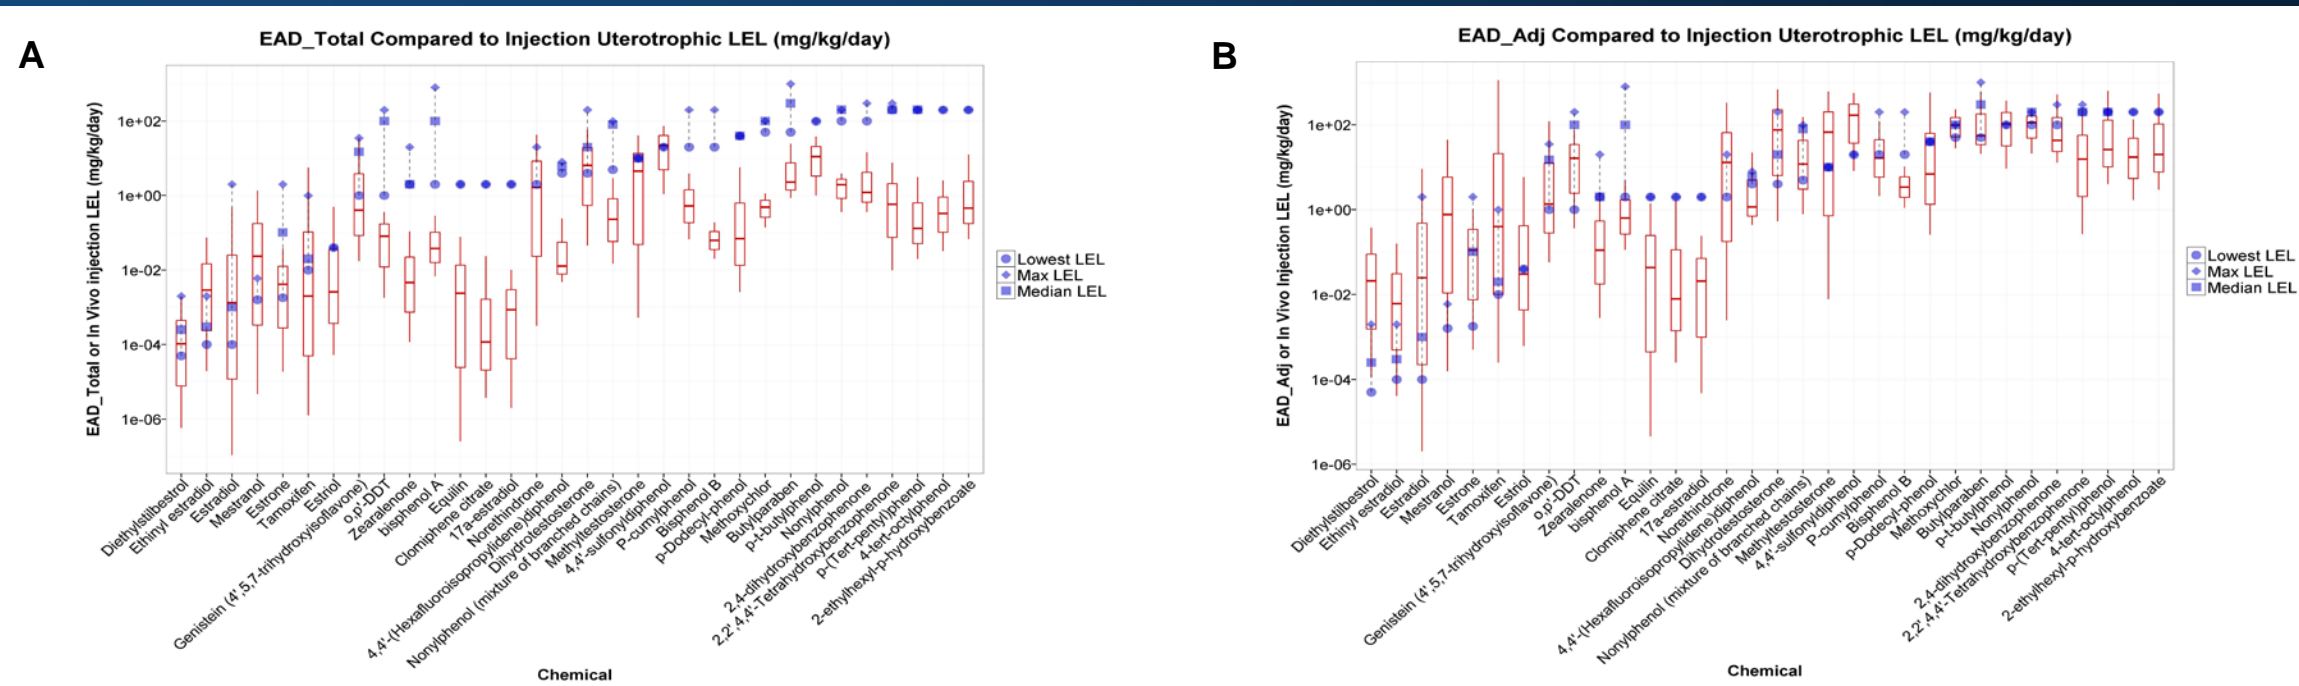 A
EAD_Total Compared to Injection Uterotrophic LEL (mg/kg/day)
EAD_Total or In Vivo injection LEL (mg/kg/day)
1e+02
1e+00
1e-02
1e-04
1e-06
Diethylstilbestrol
Ethinyl estradiol
Estradiol
Mestranol
Estrone
Tamoxifen
Estriol
Genistein (4',5,7-trihydroxyisoflavone)
o,p'-DDT
Zearalenone
bisphenol A
Equilin
Clomiphene citrate
17a-estradiol
Norethindrone
4,4'-(Hexafluoroisopropylidene)diphenol
Dihydrotestosterone
Nonylphenol (mixture of branched chains)
Methyltestosterone
4,4'-sulfonyldiphenol
P-cumylphenol
Bisphenol B
p-Dodecyl-phenol
Methoxychlor
Butylparaben
p-t-butylphenol
Nonylphenol
2,4-dihydroxybenzophenone
2,2',4,4'-Tetrahydroxybenzophenone
p-(Tert-pentyl)phenol
4-tert-octylphenol
2-ethylhexyl-p-hydroxybenzoate
Chemical
Lowest LEL
Max LEL
Median LEL
B
EAD_Adj Compared to Injection Uterotrophic LEL (mg/kg/day)
EAD_Adj or In Vivo Injection LEL (mg/kg/day)
1e+02
1e+00
1e-02
1e-04
1e-06
Diethylstilbestrol
Ethinyl estradiol
Estradiol
Mestranol
Estrone
Tamoxifen
Estriol
Genistein (4',5,7-trihydroxyisoflavone)
o,p'-DDT
Zearalenone
bisphenol A
Equilin
Clomiphene citrate
17a-estradiol
Norethindrone
4,4'-(Hexafluoroisopropylidene)diphenol
Dihydrotestosterone
Nonylphenol (mixture of branched chains)
Methyltestosterone
4,4'-sulfonyldiphenol
P-cumylphenol
Bisphenol B
p-Dodecyl-phenol
Methoxychlor
Butylparaben
p-t-butylphenol
Nonylphenol
2,4-dihydroxybenzophenone
2,2',4,4'-Tetrahydroxybenzophenone
p-(Tert-pentyl)phenol
4-tert-octylphenol
2-ethylhexyl-p-hydroxybenzoate
Chemical
Lowest LEL
Max LEL
Median LEL